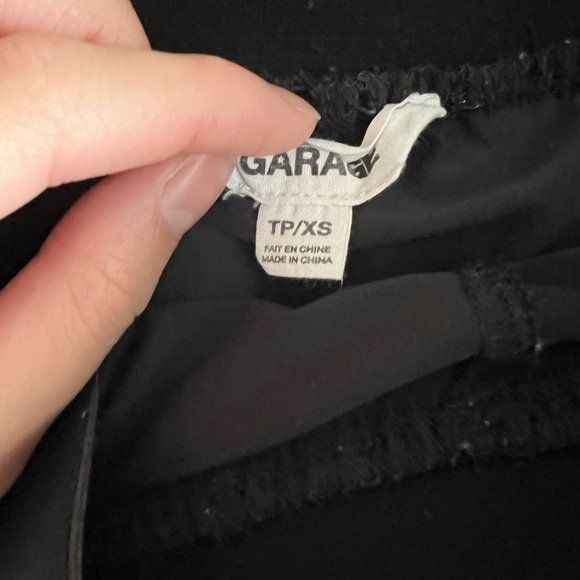 GARAGE
TP/XS
FAIT EN CHINE
MADE IN CHINA